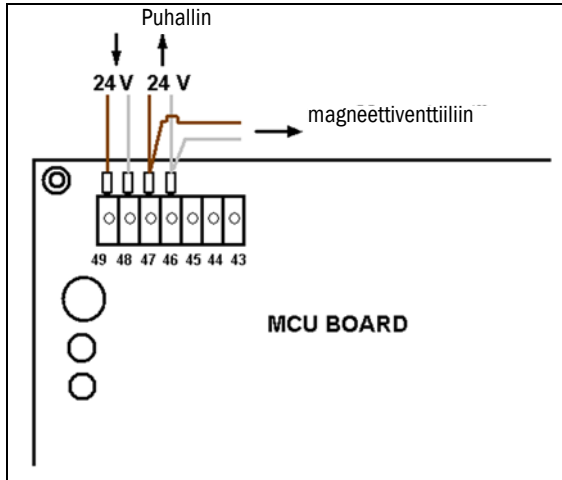 Puhallin
24 V 24 V
magneettiventtiiliin
49 48 47 46 45 44 43
MCU BOARD